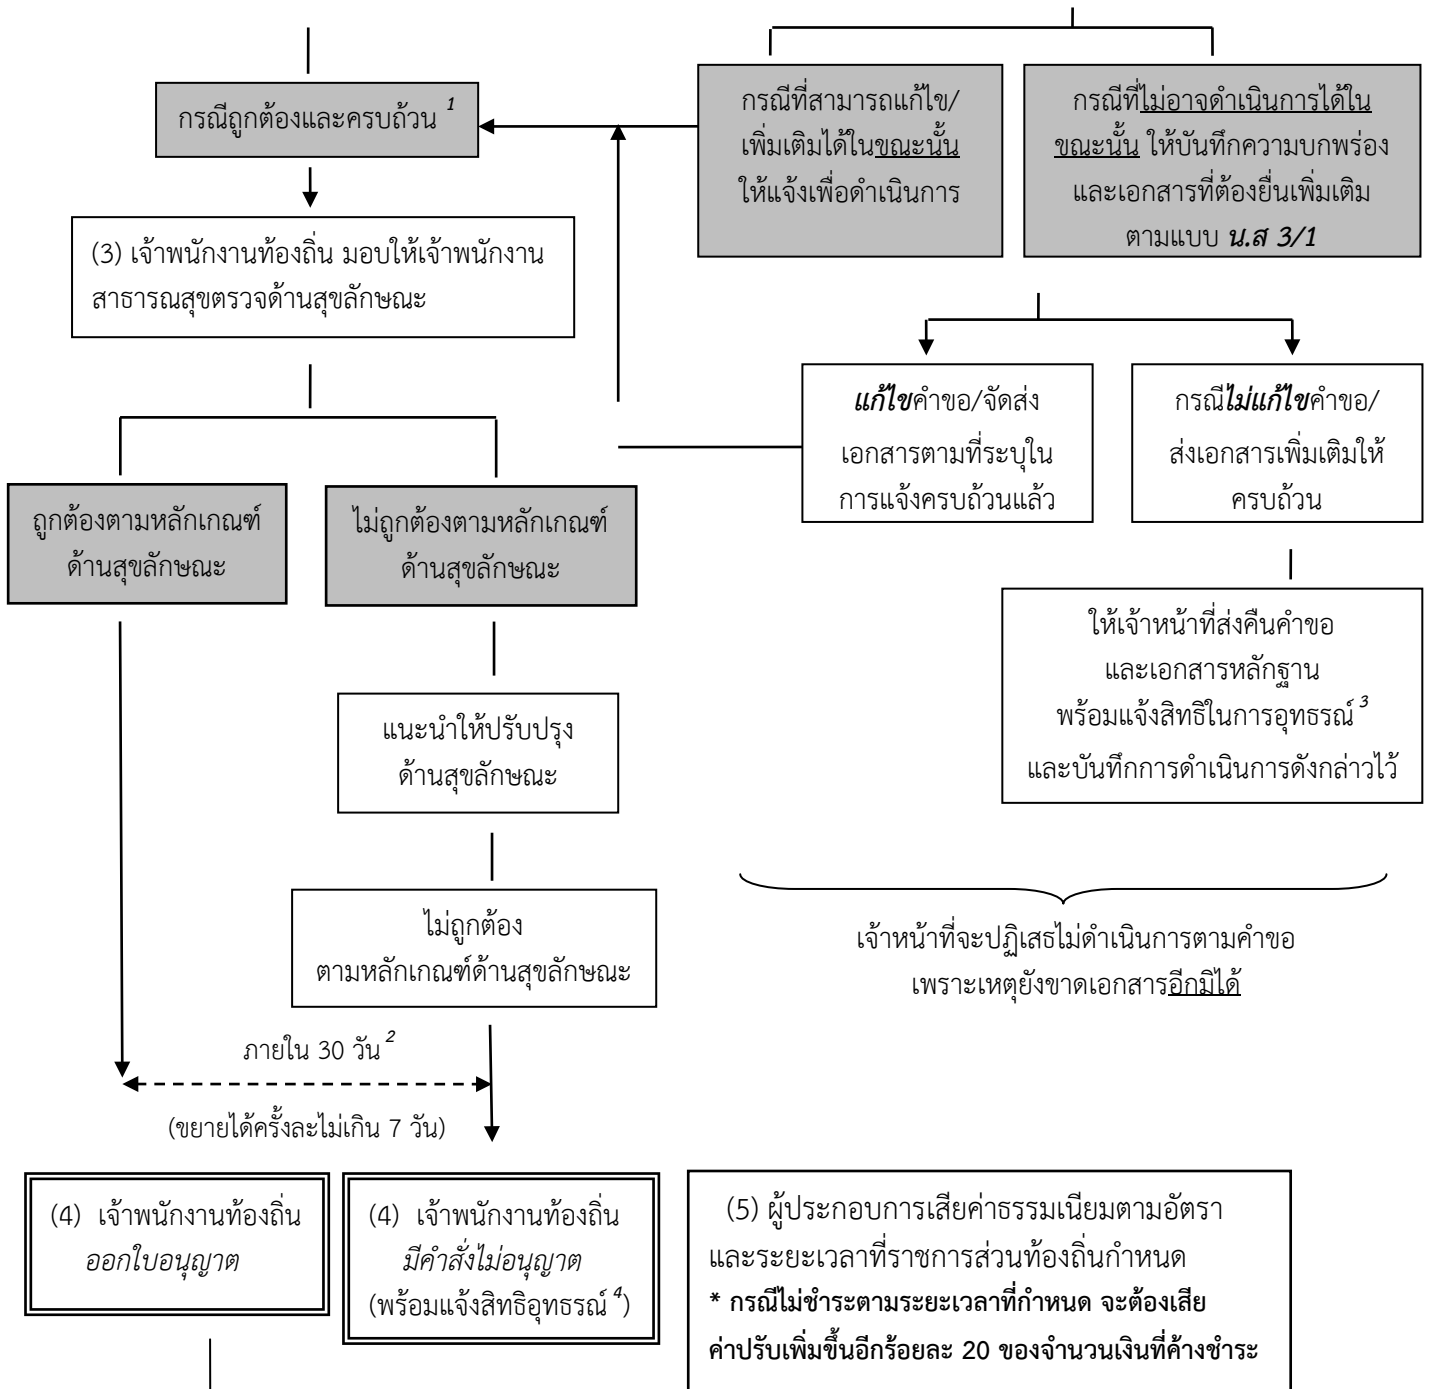 กรณีถูกต้องและครบถ้วน 1
กรณีที่สามารถแก้ไข/
เพิ่มเติมได้ในขณะนั้น
ให้แจ้งเพื่อดำเนินการ
กรณีที่ไม่อาจดำเนินการได้ใน
ขณะนั้น ให้บันทึกความบกพร่อง
และเอกสารที่ต้องยื่นเพิ่มเติม
ตามแบบ น.ส 3/1
(3) เจ้าพนักงานท้องถิ่น มอบให้เจ้าพนักงาน
สาธารณสุขตรวจด้านสุขลักษณะ
แก้ไขคำขอ/จัดส่ง
เอกสารตามที่ระบุใน
การแจ้งครบถ้วนแล้ว
กรณีไม่แก้ไขคำขอ/
ส่งเอกสารเพิ่มเติมให้
ครบถ้วน
ถูกต้องตามหลักเกณฑ์
ด้านสุขลักษณะ
ไม่ถูกต้องตามหลักเกณฑ์
ด้านสุขลักษณะ
ให้เจ้าหน้าที่ส่งคืนคำขอ
และเอกสารหลักฐาน
พร้อมแจ้งสิทธิในการอุทธรณ์ 3
และบันทึกการดำเนินการดังกล่าวไว้
แนะนำให้ปรับปรุง
ด้านสุขลักษณะ
ไม่ถูกต้อง
ตามหลักเกณฑ์ด้านสุขลักษณะ
เจ้าหน้าที่จะปฏิเสธไม่ดำเนินการตามคำขอ
เพราะเหตุยังขาดเอกสารอีกมิได้
ภายใน 30 วัน 2
(ขยายได้ครั้งละไม่เกิน 7 วัน)
(4) เจ้าพนักงานท้องถิ่น
ออกใบอนุญาต
(4) เจ้าพนักงานท้องถิ่น
มีคำสั่งไม่อนุญาต
(พร้อมแจ้งสิทธิอุทธรณ์ 4)
(5) ผู้ประกอบการเสียค่าธรรมเนียมตามอัตรา
และระยะเวลาที่ราชการส่วนท้องถิ่นกำหนด
* กรณีไม่ชำระตามระยะเวลาที่กำหนด จะต้องเสีย
ค่าปรับเพิ่มขึ้นอีกร้อยละ 20 ของจำนวนเงินที่ค้างชำระ